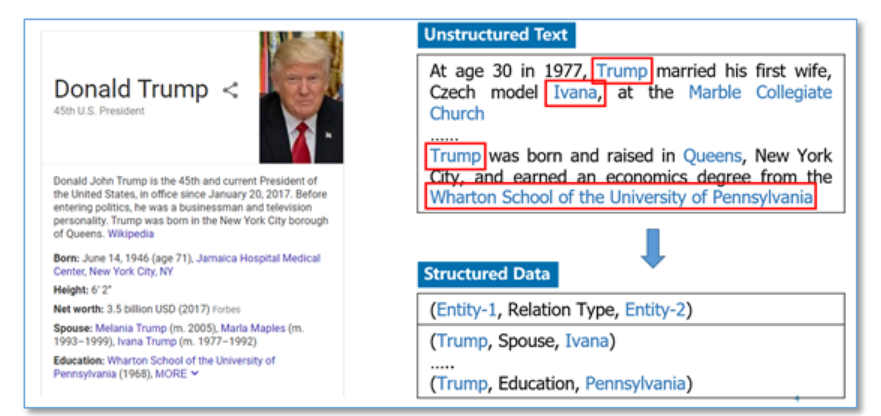 Donald Trump
45th U.S. President
Donald John Trump is the 45th and current President of
the United States, in office since January 20, 2017. Before
entering politics, he was a businessman and television
personality. Trump was born in the New York City borough
of Queens. Wikipedia
Born: June 14, 1946 (age 71), Jamaica Hospital Medical
Center, New York City, NY
Height: 6' 2"
Net worth: 3.5 billion USD (2017) Forbes
Spouse: Melania Trump (m. 2005), Marla Maples (m.
1993–1999), Ivana Trump (m. 1977–1992)
Education: Wharton School of the University of
Pennsylvania (1968), MORE
Unstructured Text
At age 30 in 1977, Trump married his first wife,
Czech model Ivana, at the Marble Collegiate
Church
......
Trump was born and raised in Queens, New York
City, and earned an economics degree from the
Wharton School of the University of Pennsylvania
Structured Data
(Entity-1, Relation Type, Entity-2)
(Trump, Spouse, Ivana)
.....
(Trump, Education, Pennsylvania)
4